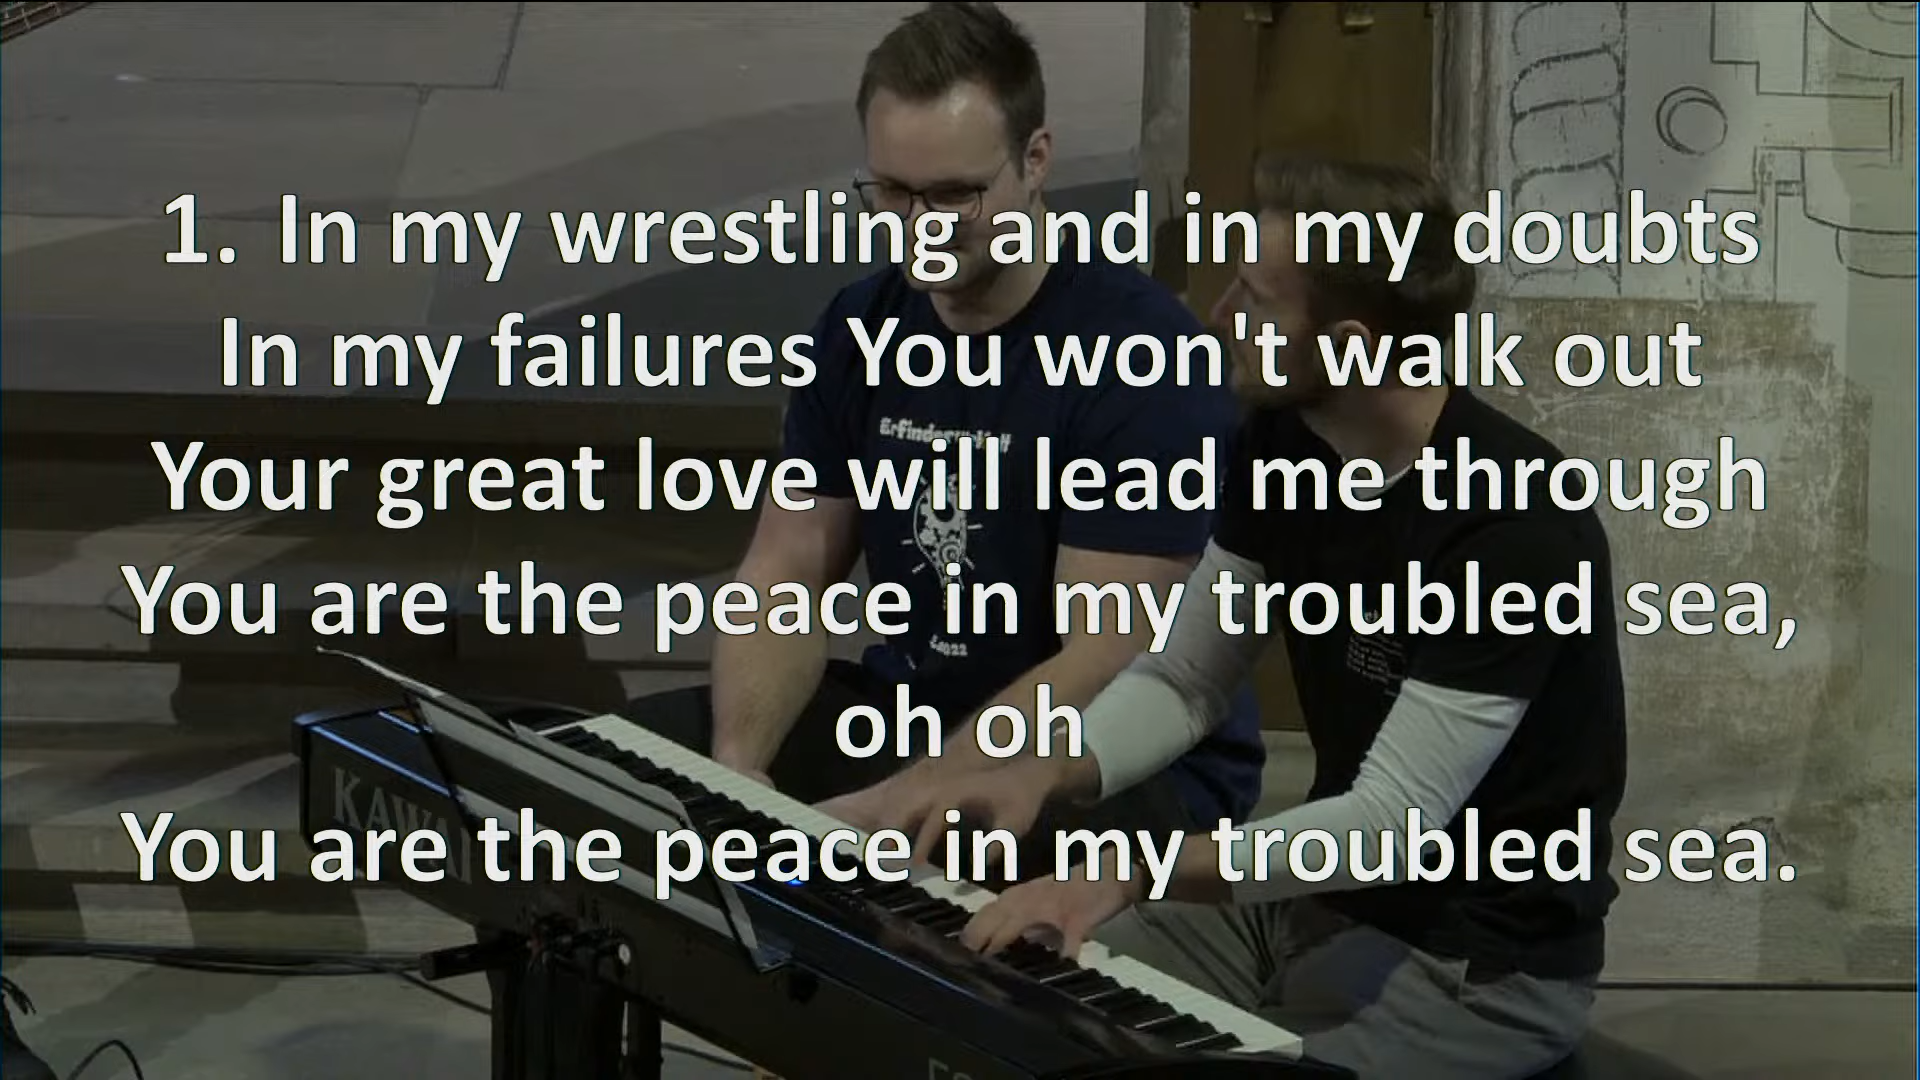 1. In my wrestling and in my doubts
In my failures You won't walk out
Your great love will lead me through
You are the peace in my troubled sea,
oh oh
You are the peace in my troubled sea.
KAWAI